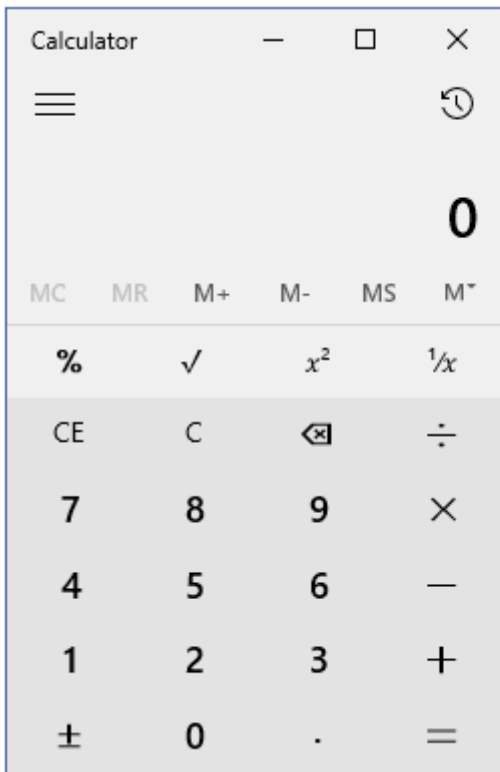 Calculator
0
MC MR M+ M- MS M˅
% √ x² ¹/x
CE C ÷
7 8 9 ×
4 5 6 −
1 2 3 +
± 0 . =